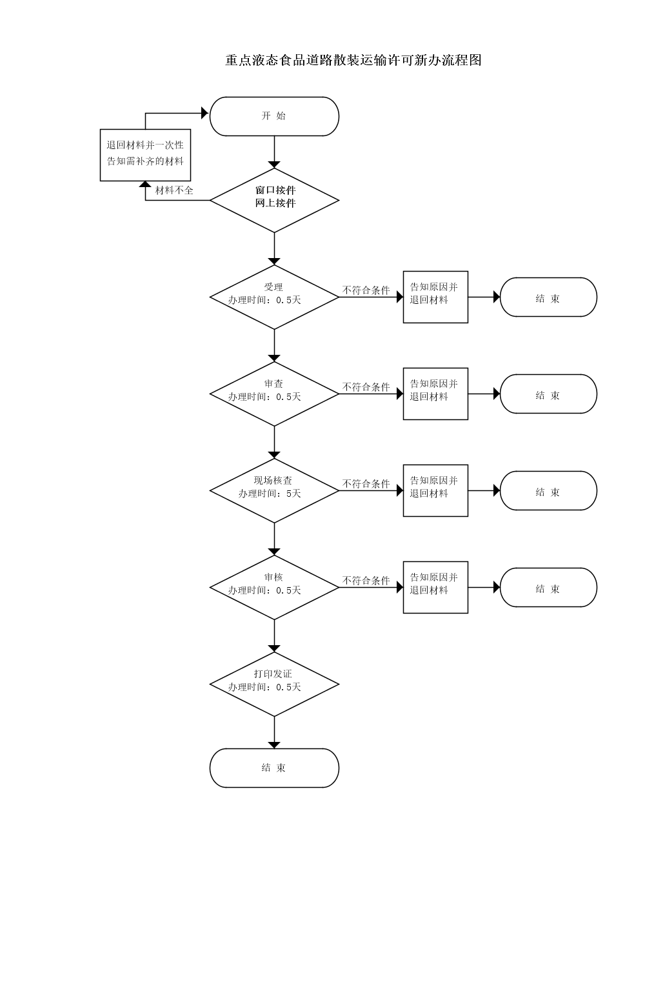 重点液态食品道路散装运输许可新办流程图
开 始
退回材料并一次性
告知需补齐的材料
材料不全
窗口接件
网上接件
受理
办理时间: 0.5天
不符合条件
告知原因并
退回材料
结 束
审查
办理时间: 0.5天
不符合条件
告知原因并
退回材料
结 束
现场核查
办理时间: 5天
不符合条件
告知原因并
退回材料
结 束
审核
办理时间: 0.5天
不符合条件
告知原因并
退回材料
结 束
打印发证
办理时间: 0.5天
结 束